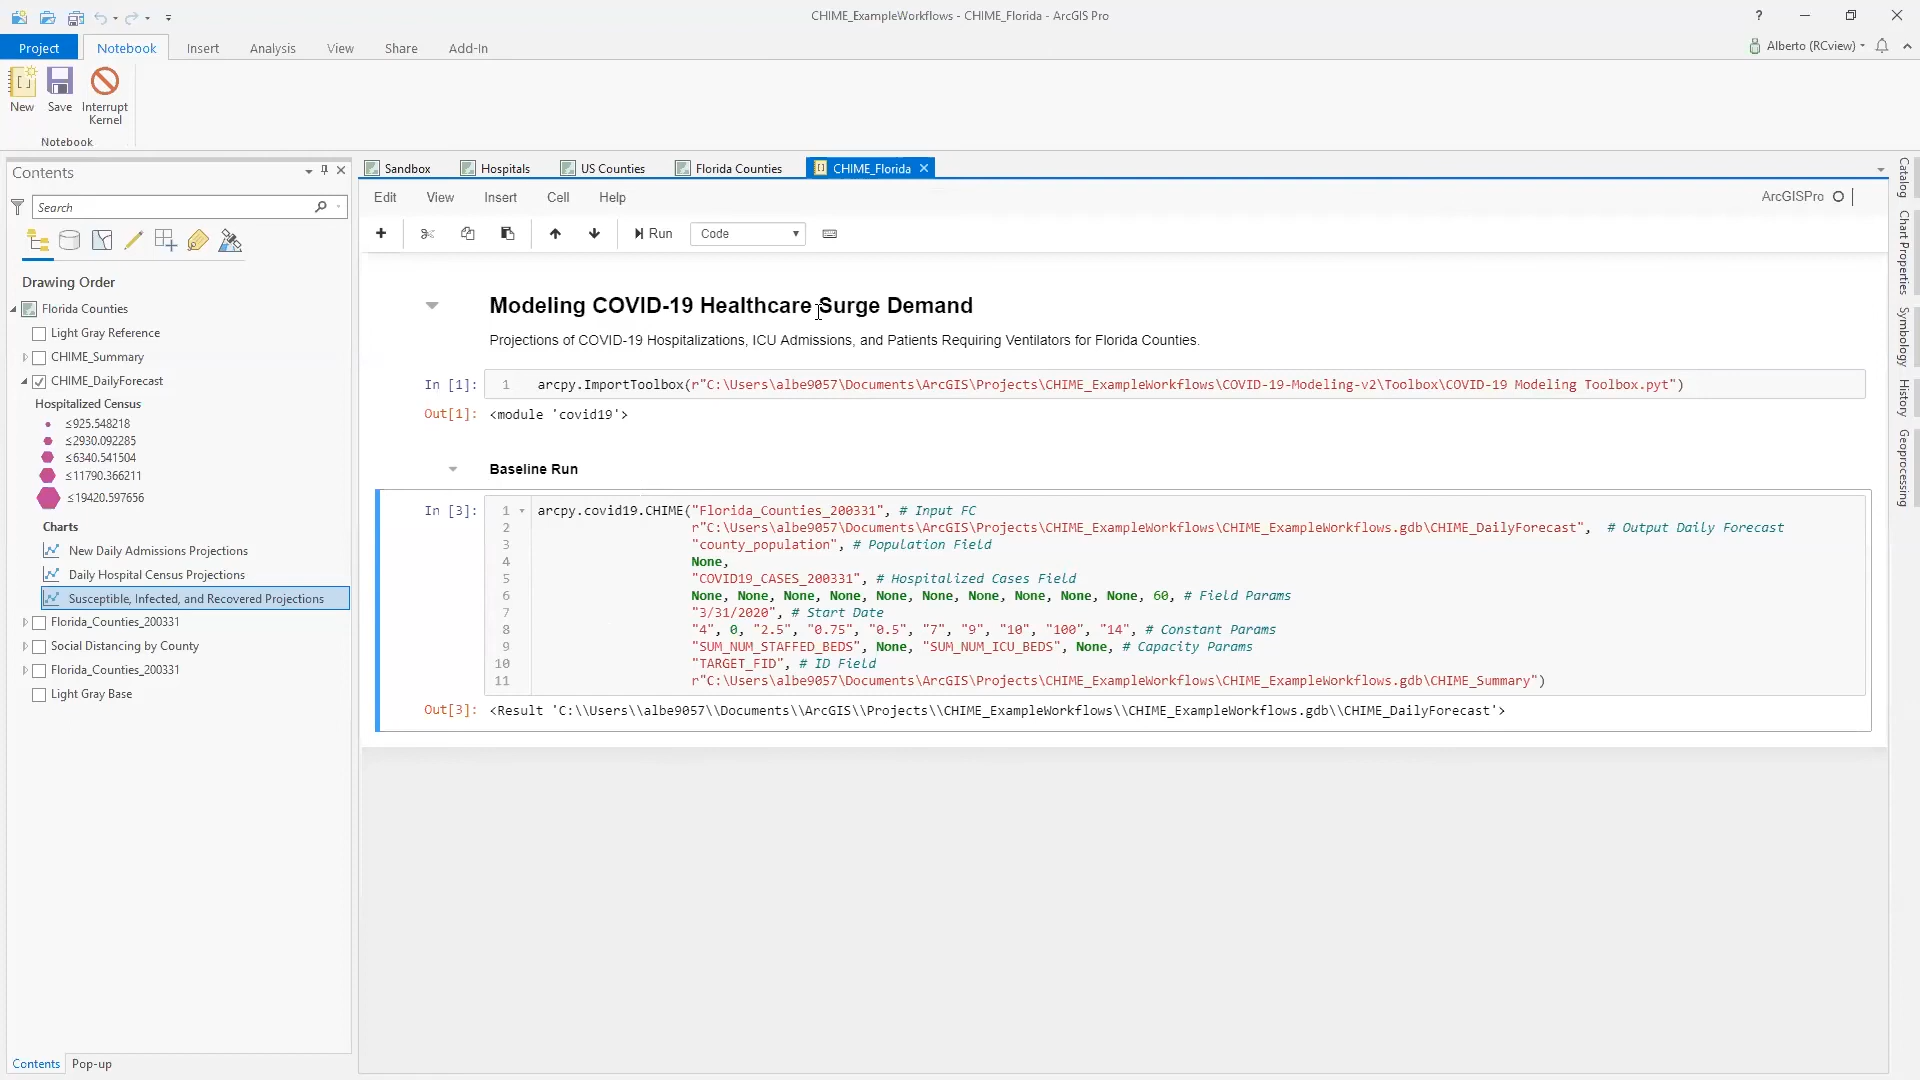 CHIME_ExampleWorkflows - CHIME_Florida - ArcGIS Pro
?
Project
Notebook
Insert
Analysis
View
Share
Add-In
Alberto (RCview)
New
Save
Interrupt
Kernel
Notebook
Contents
Search
Drawing Order
Florida Counties
Light Gray Reference
CHIME_Summary
CHIME_DailyForecast
Hospitalized Census
≤925.548218
≤2930.092285
≤6340.541504
≤11790.366211
≤19420.597656
Charts
New Daily Admissions Projections
Daily Hospital Census Projections
Susceptible, Infected, and Recovered Projections
Florida_Counties_200331
Social Distancing by County
Florida_Counties_200331
Light Gray Base
Contents
Pop-up
Sandbox
Hospitals
US Counties
Florida Counties
CHIME_Florida
Edit
View
Insert
Cell
Help
ArcGISPro
Run
Code
Modeling COVID-19 Healthcare Surge Demand
Projections of COVID-19 Hospitalizations, ICU Admissions, and Patients Requiring Ventilators for Florida Counties.
In [1]:
1 arcpy.ImportToolbox(r"C:\Users\albe9057\Documents\ArcGIS\Projects\CHIME_ExampleWorkflows\COVID-19-Modeling-v2\Toolbox\COVID-19 Modeling Toolbox.pyt")
Out[1]: <module 'covid19'>
Baseline Run
In [3]:
1 arcpy.covid19.CHIME("Florida_Counties_200331", # Input FC
2 r"C:\Users\albe9057\Documents\ArcGIS\Projects\CHIME_ExampleWorkflows\CHIME_ExampleWorkflows.gdb\CHIME_DailyForecast", # Output Daily Forecast
3 "county_population", # Population Field
4 None,
5 "COVID19_CASES_200331", # Hospitalized Cases Field
6 None, None, None, None, None, None, None, None, None, None, 60, # Field Params
7 "3/31/2020", # Start Date
8 "4", 0, "2.5", "0.75", "0.5", "7", "9", "10", "100", "14", # Constant Params
9 "SUM_NUM_STAFFED_BEDS", None, "SUM_NUM_ICU_BEDS", None, # Capacity Params
10 "TARGET_FID", # ID Field
11 r"C:\Users\albe9057\Documents\ArcGIS\Projects\CHIME_ExampleWorkflows\CHIME_ExampleWorkflows.gdb\CHIME_Summary")
Out[3]: <Result 'C:\\Users\\albe9057\\Documents\\ArcGIS\\Projects\\CHIME_ExampleWorkflows\\CHIME_ExampleWorkflows.gdb\\CHIME_DailyForecast'>
Catalog
Chart Properties
Symbology
History
Geoprocessing